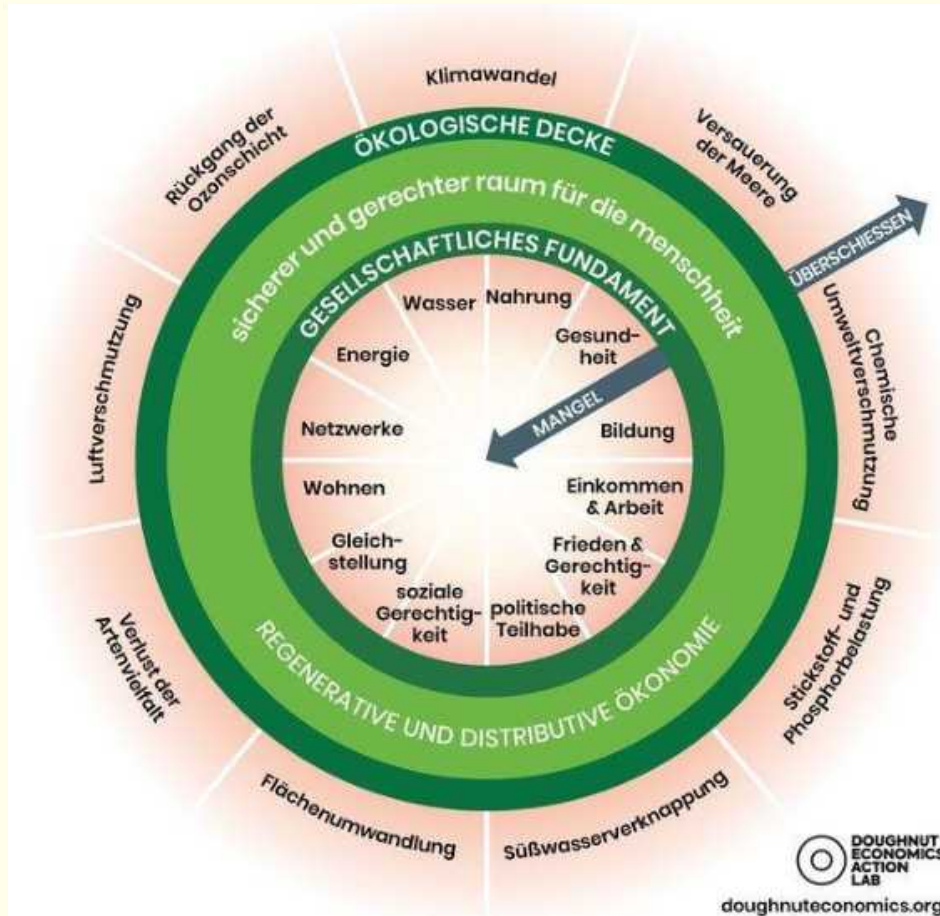 Klimawandel
Rückgang der
Ozonschicht
Versauerung
der Meere
ÖKOLOGISCHE DECKE
sicherer und gerechter raum für die menschheit
GESELLSCHAFTLICHES FUNDAMENT
ÜBERSCHIESSEN
Wasser
Nahrung
Energie
Gesund-
heit
MANGEL
Netzwerke
Bildung
Wohnen
Einkommen
& Arbeit
Gleich-
stellung
Frieden &
Gerechtig-
keit
soziale
Gerechtig-
keit
politische
Teilhabe
Luftverschmutzung
Chemische
Umweltverschmutzung
REGENERATIVE UND DISTRIBUTIVE ÖKONOMIE
Verlust der
Artenvielfalt
Stickstoff- und
Phosphorbelastung
Flächenumwandlung
Süßwasserverknappung
DOUGHNUT
ECONOMICS
ACTION
LAB
doughnuteconomics.org